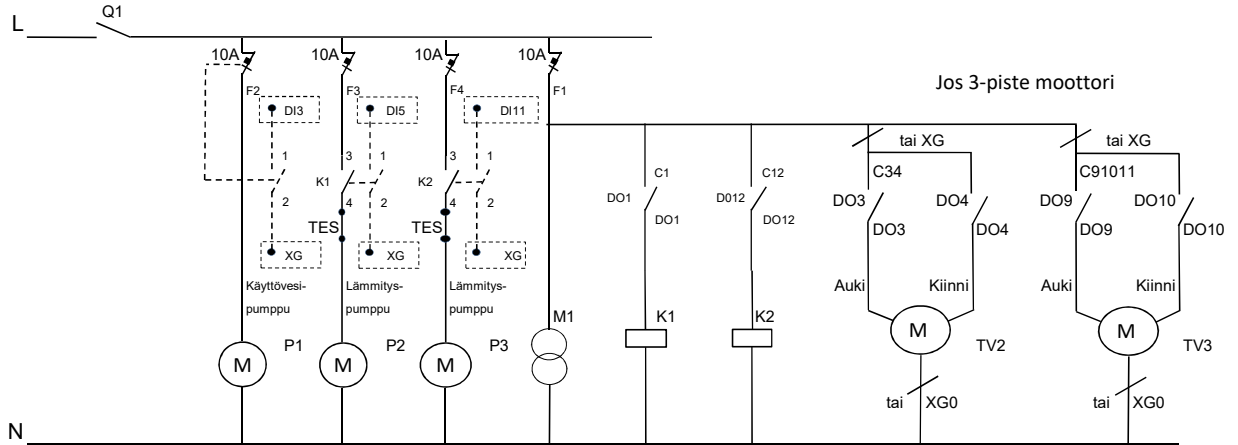 Q1
L
10A
10A
10A
10A
Jos 3-piste moottori
F2
F3
F4
F1
DI3
DI5
DI11
tai XG
tai XG
1
3
1
3
1
C1
C12
C34
C91011
K1
K2
DO1
D012
DO3
DO4
DO9
DO10
2
4
2
4
2
DO1
DO12
DO3
DO4
DO9
DO10
TES
TES
XG
XG
XG
Käyttövesi-
pumppu
Lämmitys-
pumppu
Lämmitys-
pumppu
Auki
Kiinni
Auki
Kiinni
M1
K1
K2
M
P1
M
P2
M
P3
M
TV2
M
TV3
tai
XG0
tai
XG0
N